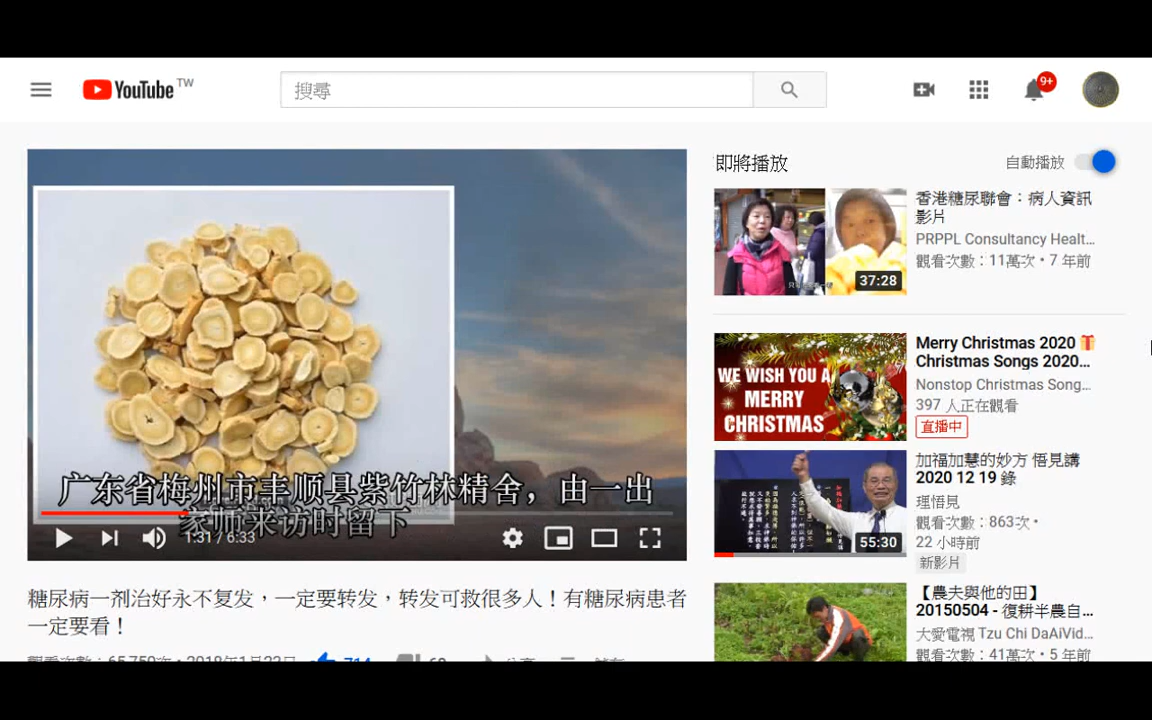 YouTube TW
搜尋
9+
广东省梅州市丰顺县紫竹林精舍，由一出
家师来访时留下
1:31 / 6:33
糖尿病一剂治好永不复发，一定要转发，转发可救很多人！有糖尿病患者
一定要看！
即將播放
自動播放
香港糖尿聯會：病人資訊
影片
PRPPL Consultancy Healt...
觀看次數：11萬次・7 年前
37:28
WE WISH YOU A
MERRY
CHRISTMAS
Merry Christmas 2020 🎁
Christmas Songs 2020...
Nonstop Christmas Song...
397 人正在觀看
直播中
加福加慧的妙方 悟見講
2020 12 19 錄
理悟見
觀看次數：863次・
22 小時前
新影片
55:30
【農夫與他的田】
20150504 - 復耕半農自...
大愛電視 Tzu Chi DaAiVid...
觀看次數：41萬次・5 年前